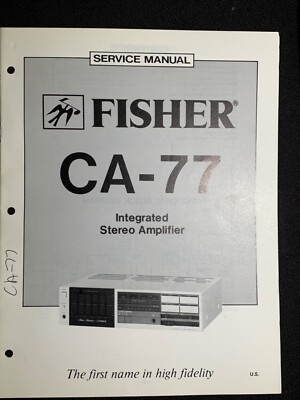 SERVICE MANUAL
FISHER®
CA-77
Integrated
Stereo Amplifier
CA-77
The first name in high fidelity
U.S.